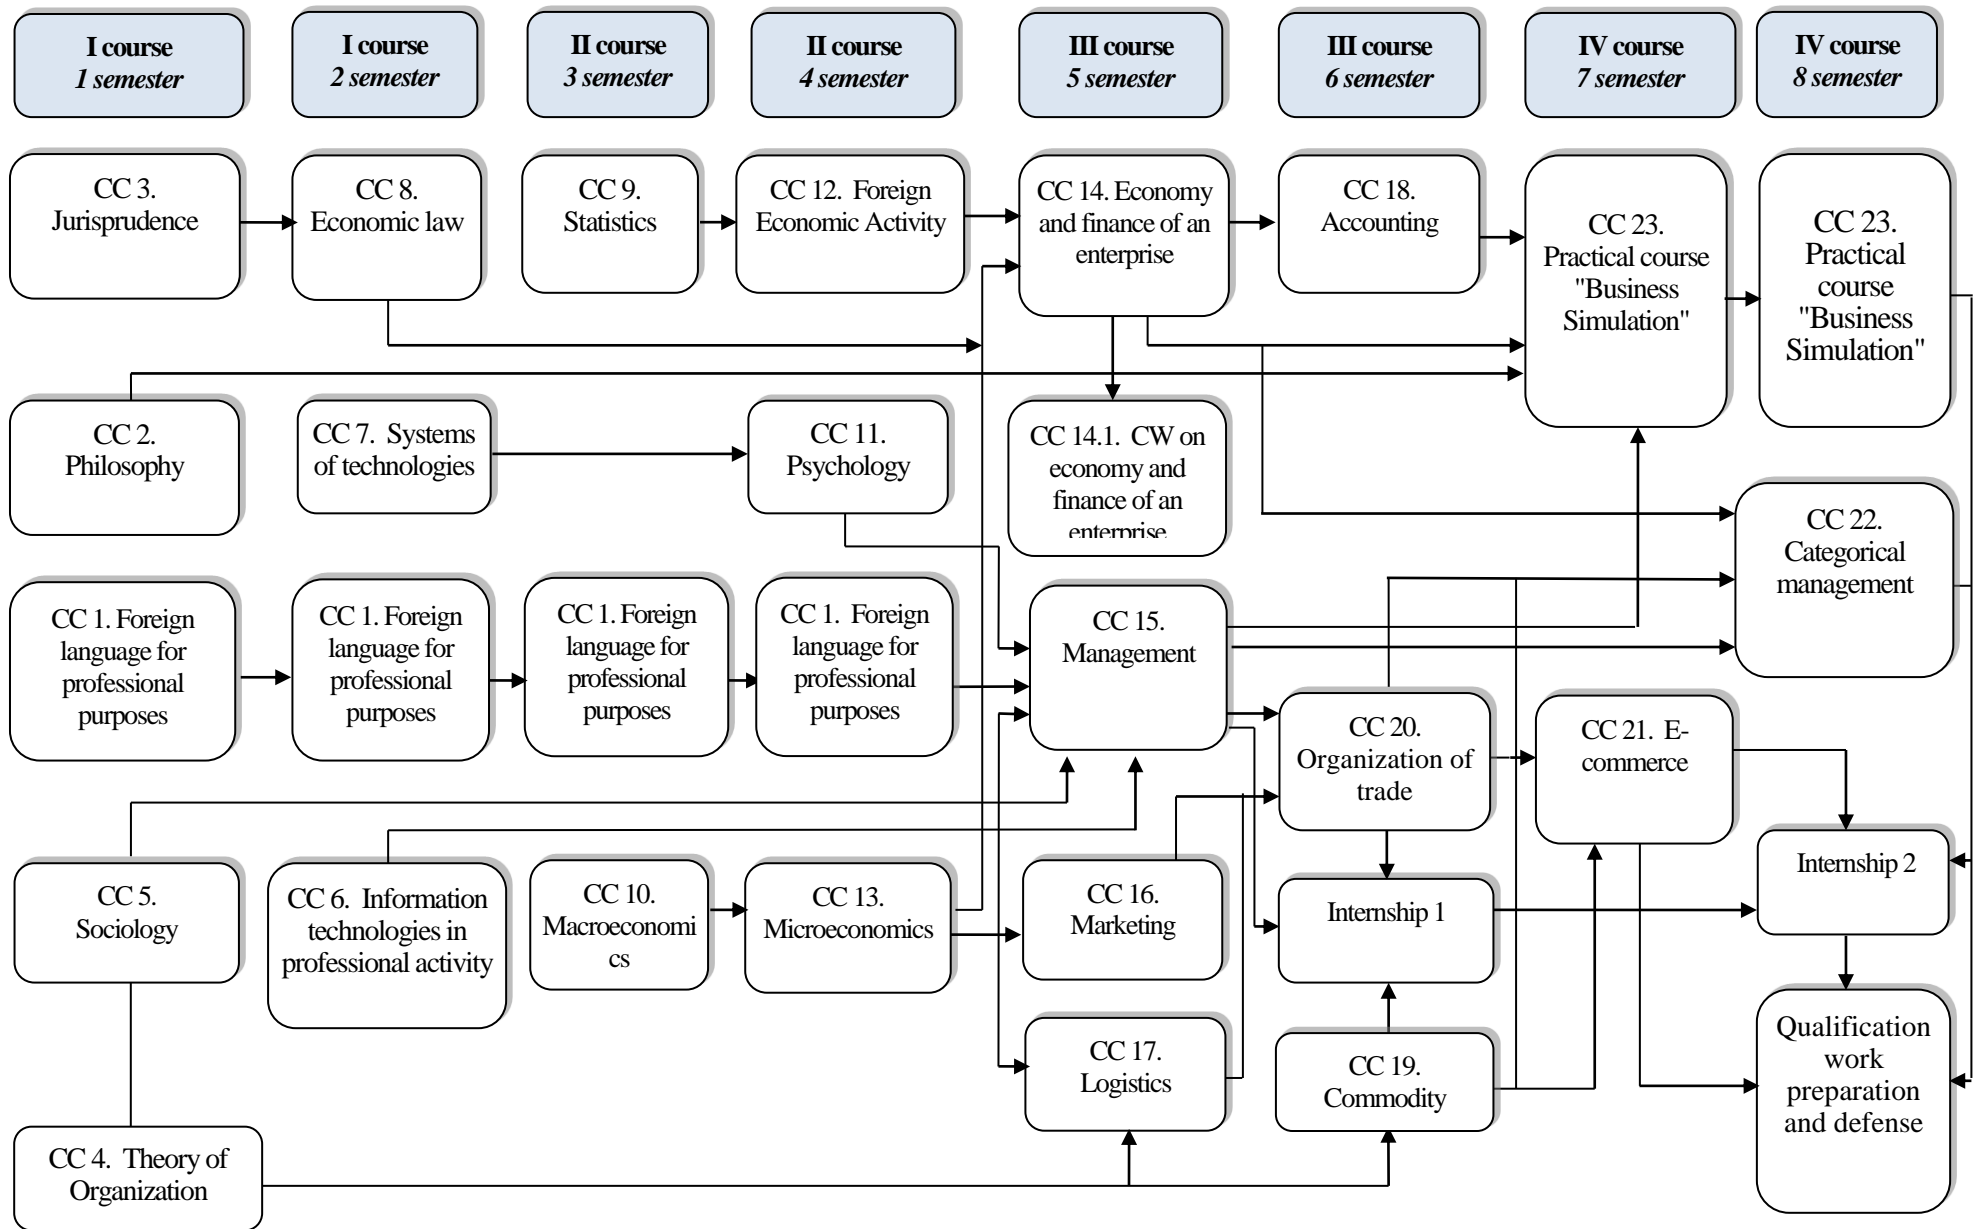 I course
1 semester
I course
2 semester
II course
3 semester
II course
4 semester
III course
5 semester
III course
6 semester
IV course
7 semester
IV course
8 semester
CC 3.
Jurisprudence
CC 8.
Economic law
CC 9.
Statistics
CC 12. Foreign
Economic Activity
CC 14. Economy
and finance of an
enterprise
CC 18.
Accounting
CC 23.
Practical course
"Business
Simulation"
CC 23.
Practical
course
"Business
Simulation"
CC 2.
Philosophy
CC 7. Systems
of technologies
CC 11.
Psychology
CC 14.1. CW on
economy and
finance of an
enterprise
CC 22.
Categorical
management
CC 1. Foreign
language for
professional
purposes
CC 1. Foreign
language for
professional
purposes
CC 1. Foreign
language for
professional
purposes
CC 1. Foreign
language for
professional
purposes
CC 15.
Management
CC 20.
Organization of
trade
CC 21. E-
commerce
CC 5.
Sociology
CC 6. Information
technologies in
professional activity
CC 10.
Macroeconomi
cs
CC 13.
Microeconomics
CC 16.
Marketing
Internship 1
Internship 2
CC 17.
Logistics
CC 19.
Commodity
Qualification
work
preparation
and defense
CC 4. Theory of
Organization